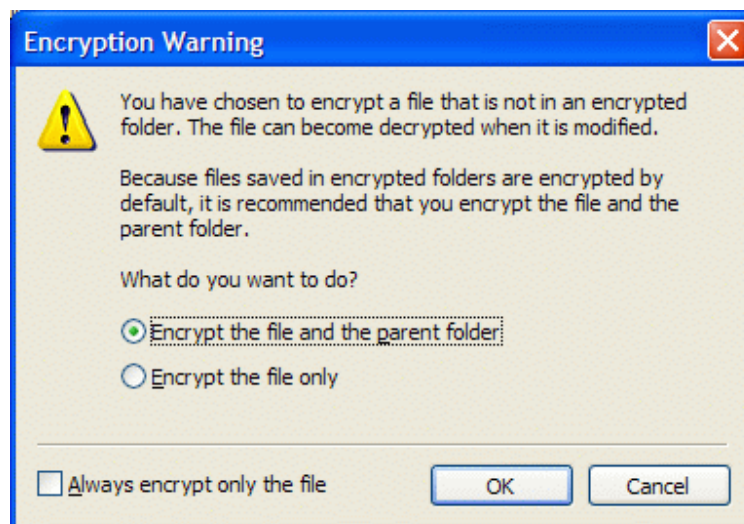 Encryption Warning
You have chosen to encrypt a file that is not in an encrypted
folder. The file can become decrypted when it is modified.
Because files saved in encrypted folders are encrypted by
default, it is recommended that you encrypt the file and the
parent folder.
What do you want to do?
Encrypt the file and the parent folder
Encrypt the file only
Always encrypt only the file
OK
Cancel